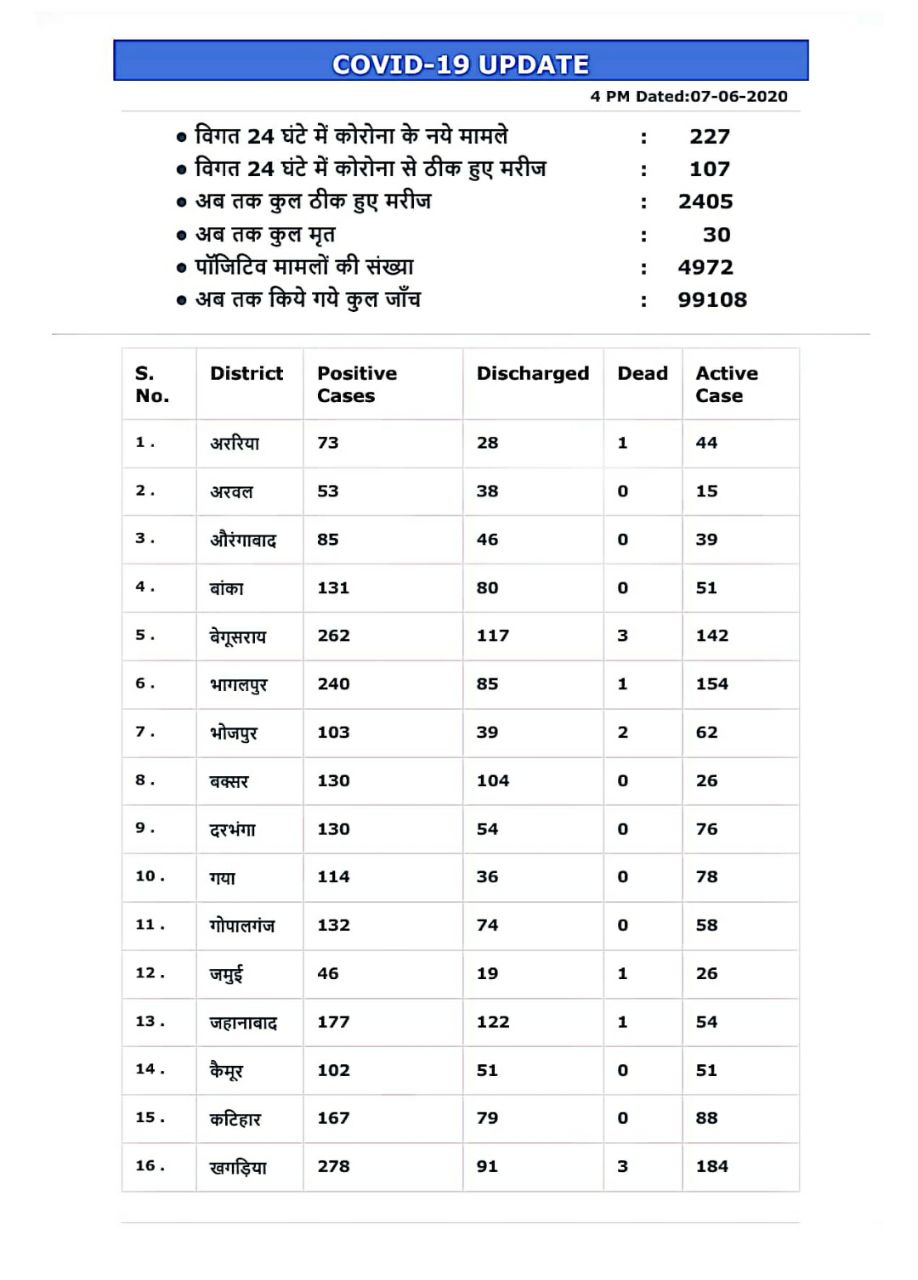 COVID-19 UPDATE
4 PM Dated:07-06-2020
• विगत 24 घंटे में कोरोना के नये मामले : 227
• विगत 24 घंटे में कोरोना से ठीक हुए मरीज : 107
• अब तक कुल ठीक हुए मरीज : 2405
• अब तक कुल मृत : 30
• पॉजिटिव मामलों की संख्या : 4972
• अब तक किये गये कुल जाँच : 99108
S. No. District Positive Cases Discharged Dead Active Case
1. अररिया 73 28 1 44
2. अरवल 53 38 0 15
3. औरंगाबाद 85 46 0 39
4. बांका 131 80 0 51
5. बेगूसराय 262 117 3 142
6. भागलपुर 240 85 1 154
7. भोजपुर 103 39 2 62
8. बक्सर 130 104 0 26
9. दरभंगा 130 54 0 76
10. गया 114 36 0 78
11. गोपालगंज 132 74 0 58
12. जमुई 46 19 1 26
13. जहानाबाद 177 122 1 54
14. कैमूर 102 51 0 51
15. कटिहार 167 79 0 88
16. खगड़िया 278 91 3 184